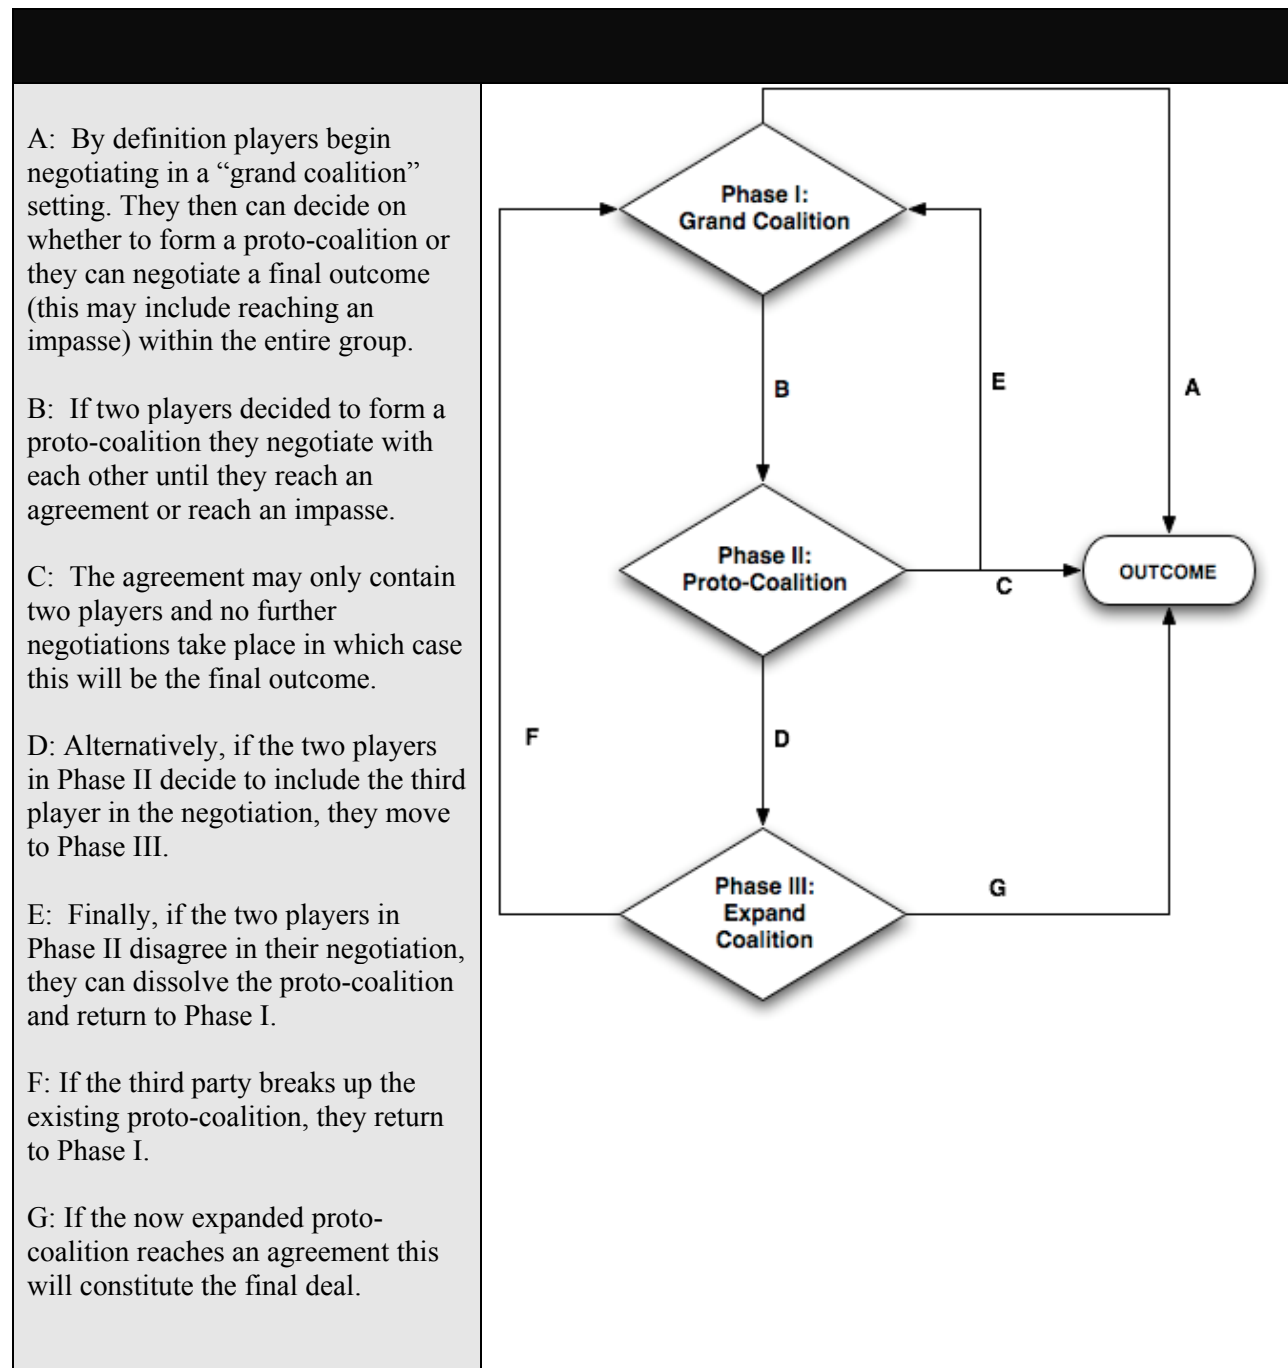 A:  By definition players begin
negotiating in a “grand coalition”
setting. They then can decide on
whether to form a proto-coalition or
they can negotiate a final outcome
(this may include reaching an
impasse) within the entire group.
B:  If two players decided to form a
proto-coalition they negotiate with
each other until they reach an
agreement or reach an impasse.
C:  The agreement may only contain
two players and no further
negotiations take place in which case
this will be the final outcome.
D: Alternatively, if the two players
in Phase II decide to include the third
player in the negotiation, they move
to Phase III.
E:  Finally, if the two players in
Phase II disagree in their negotiation,
they can dissolve the proto-coalition
and return to Phase I.
F: If the third party breaks up the
existing proto-coalition, they return
to Phase I.
G: If the now expanded proto-
coalition reaches an agreement this
will constitute the final deal.
Phase I:
Grand Coalition
B
E
A
Phase II:
Proto-Coalition
C
OUTCOME
F
D
Phase III:
Expand
Coalition
G